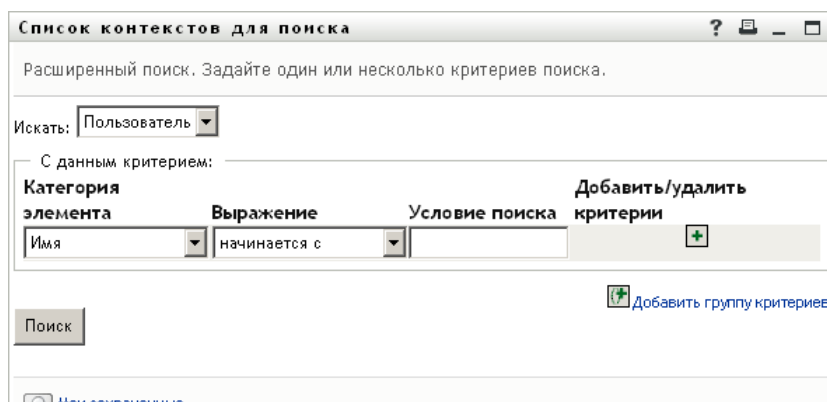 Список контекстов для поиска
Расширенный поиск. Задайте один или несколько критериев поиска.
Искать: Пользователь
С данным критерием:
Категория элемента Выражение Условие поиска Добавить/удалить критерии
Имя начинается с
Добавить группу критериев
Поиск